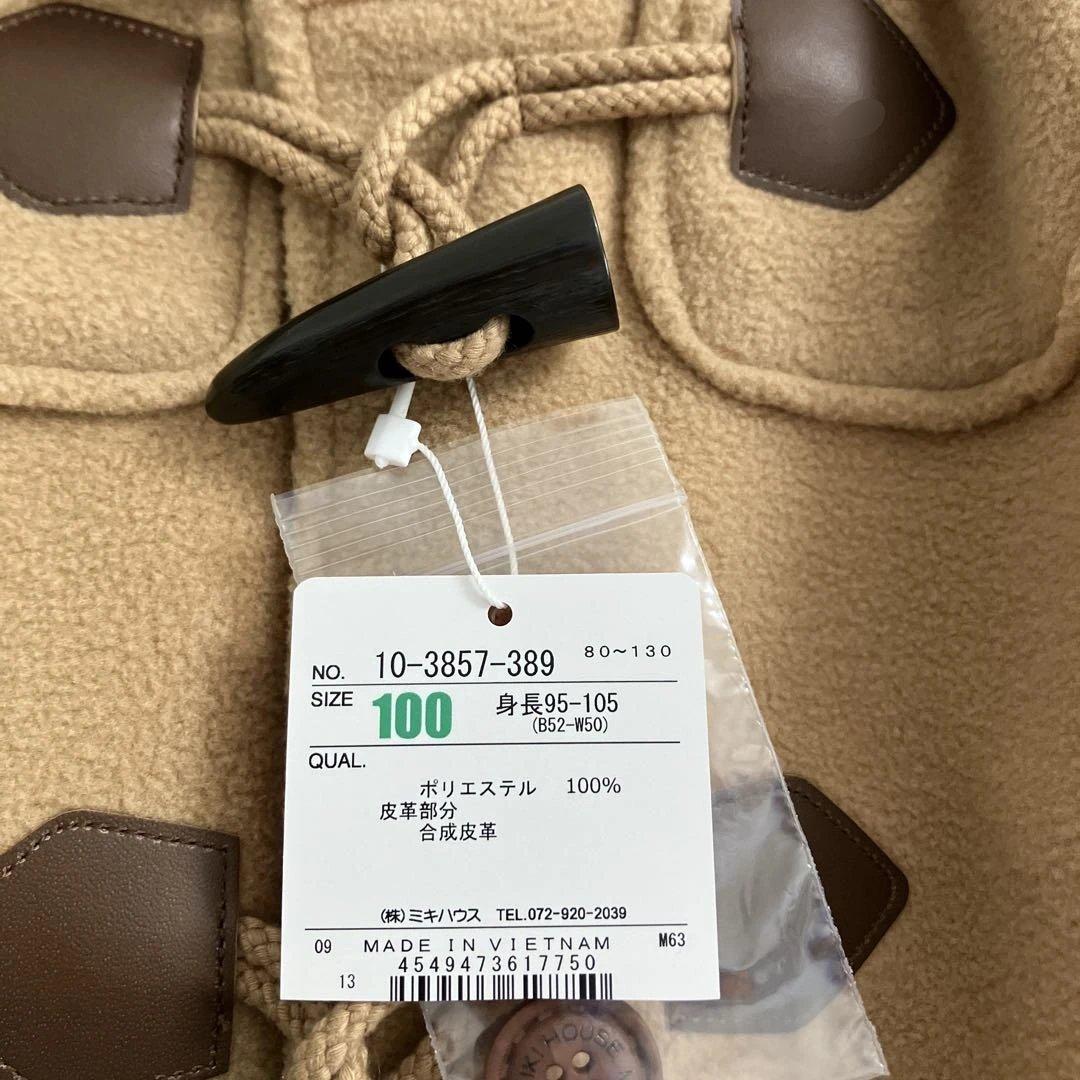 NO. 10-3857-389 80~130
SIZE 100 身長95-105
(B52-W50)
QUAL.
ポリエステル 100%
皮革部分
合成皮革
(株)ミキハウス TEL.072-920-2039
09 MADE IN VIETNAM M63
4549473617750
13
IKI HOUSE